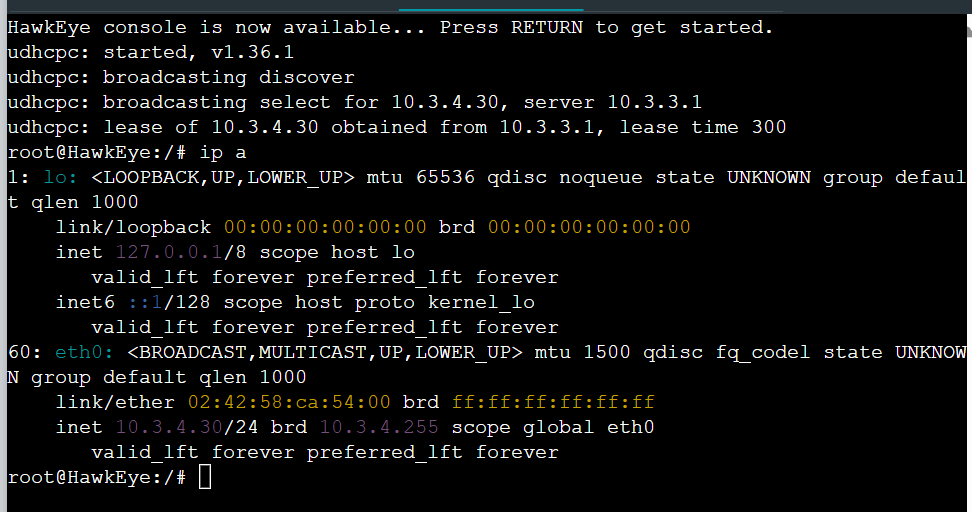 HawkEye console is now available... Press RETURN to get started.
udhcpc: started, v1.36.1
udhcpc: broadcasting discover
udhcpc: broadcasting select for 10.3.4.30, server 10.3.3.1
udhcpc: lease of 10.3.4.30 obtained from 10.3.3.1, lease time 300
root@HawkEye:/# ip a
1: lo: <LOOPBACK,UP,LOWER_UP> mtu 65536 qdisc noqueue state UNKNOWN group defaul
t qlen 1000
    link/loopback 00:00:00:00:00:00 brd 00:00:00:00:00:00
    inet 127.0.0.1/8 scope host lo
       valid_lft forever preferred_lft forever
    inet6 ::1/128 scope host proto kernel_lo
       valid_lft forever preferred_lft forever
60: eth0: <BROADCAST,MULTICAST,UP,LOWER_UP> mtu 1500 qdisc fq_codel state UNKNOW
N group default qlen 1000
    link/ether 02:42:58:ca:54:00 brd ff:ff:ff:ff:ff:ff
    inet 10.3.4.30/24 brd 10.3.4.255 scope global eth0
       valid_lft forever preferred_lft forever
root@HawkEye:/#